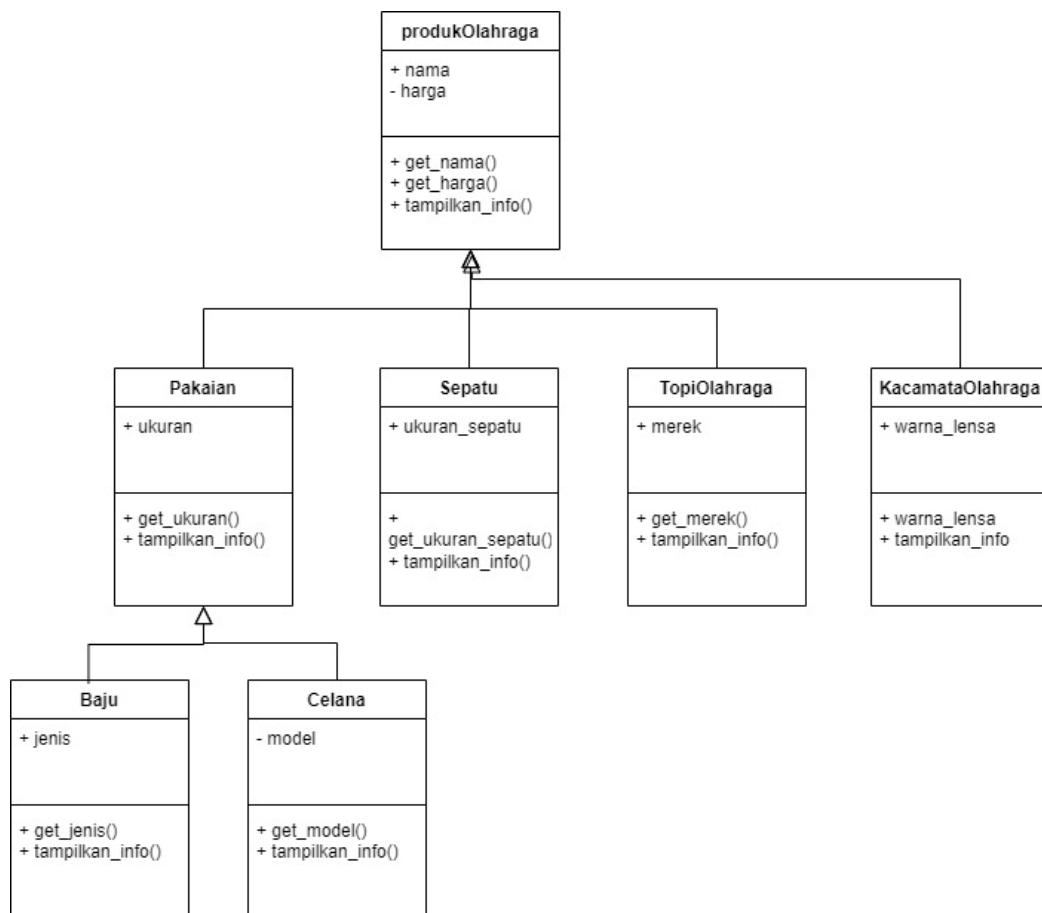 produkOlahraga
+ nama
- harga
+ get_nama()
+ get_harga()
+ tampilkan_info()
Pakaian
+ ukuran
+ get_ukuran()
+ tampilkan_info()
Sepatu
+ ukuran_sepatu
+
get_ukuran_sepatu()
+ tampilkan_info()
TopiOlahraga
+ merek
+ get_merek()
+ tampilkan_info()
KacamataOlahraga
+ warna_lensa
+ warna_lensa
+ tampilkan_info
Baju
+ jenis
+ get_jenis()
+ tampilkan_info()
Celana
- model
+ get_model()
+ tampilkan_info()